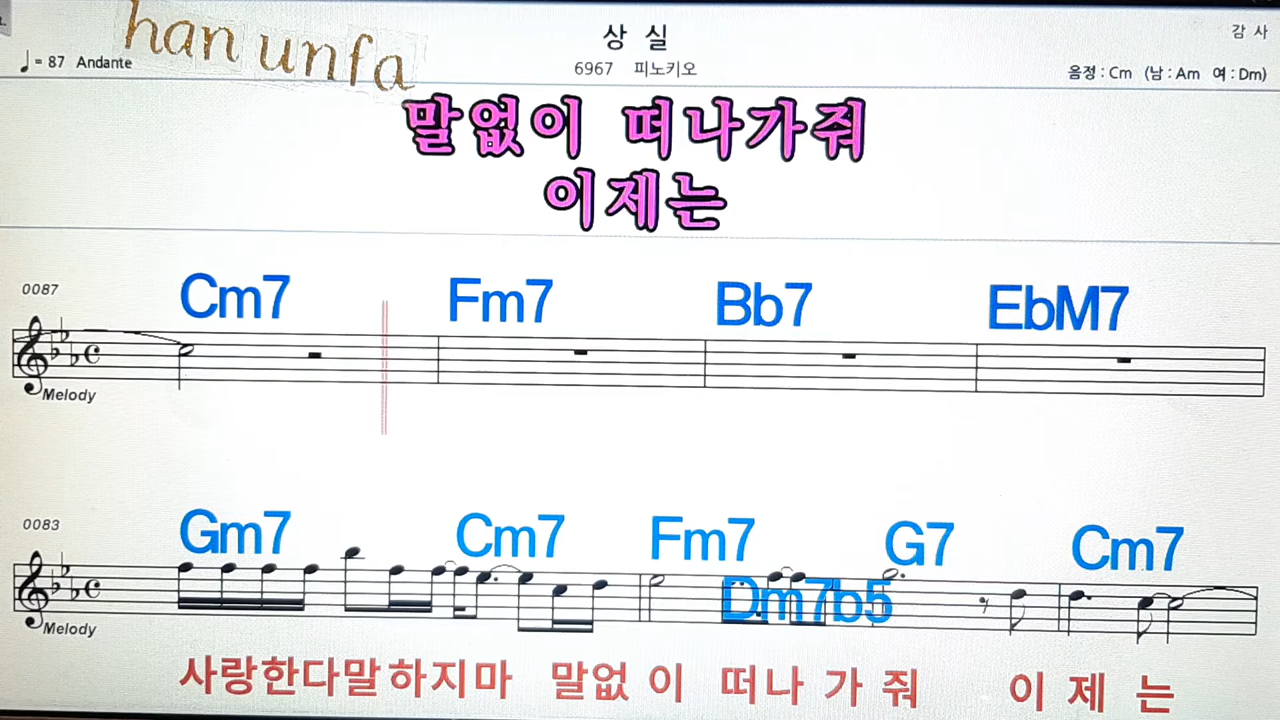 han unfa
상 실
감 사
♩= 87 Andante
6967 피노키오
음정 : Cm (남 : Am 여 : Dm)
말없이 떠나가줘
이제는
0087
Cm7 Fm7 Bb7 EbM7
Melody
0083
Gm7 Cm7 Fm7 G7 Cm7
Dm7b5
Melody
사랑한다말하지마 말없 이 떠나 가 줘 이 제 는